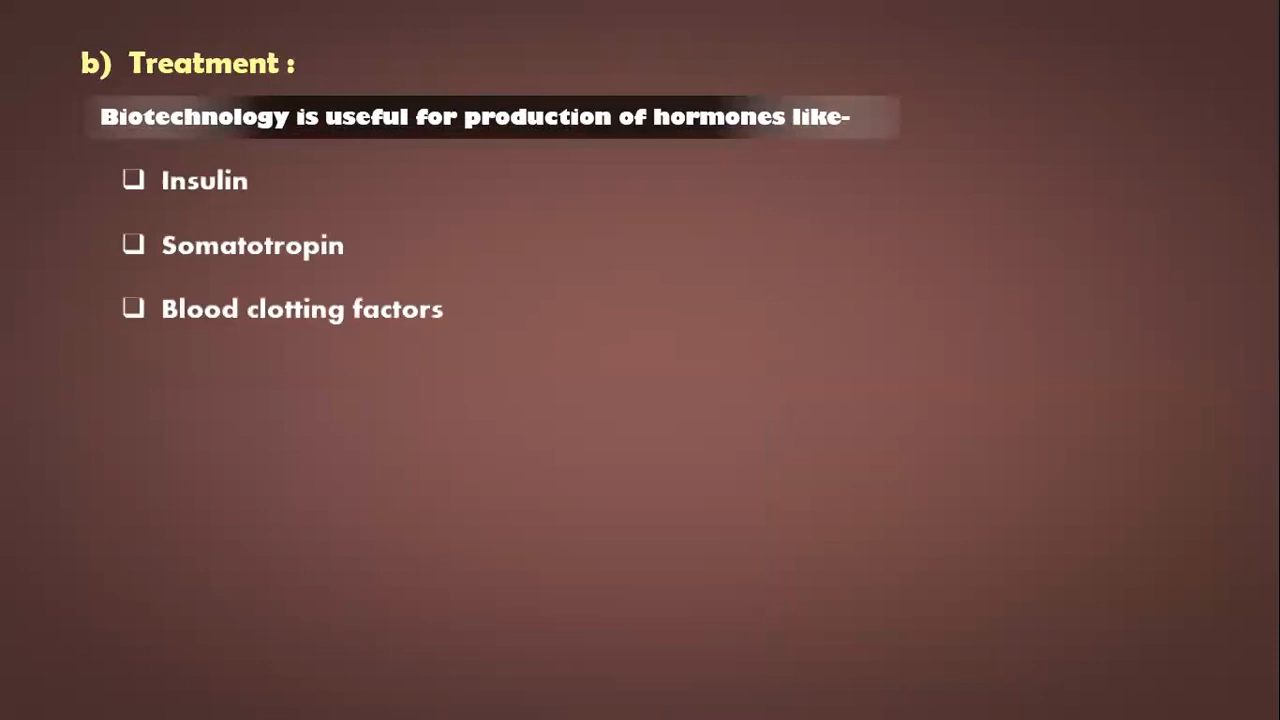 b) Treatment :
Biotechnology is useful for production of hormones like-
❑ Insulin
❑ Somatotropin
❑ Blood clotting factors